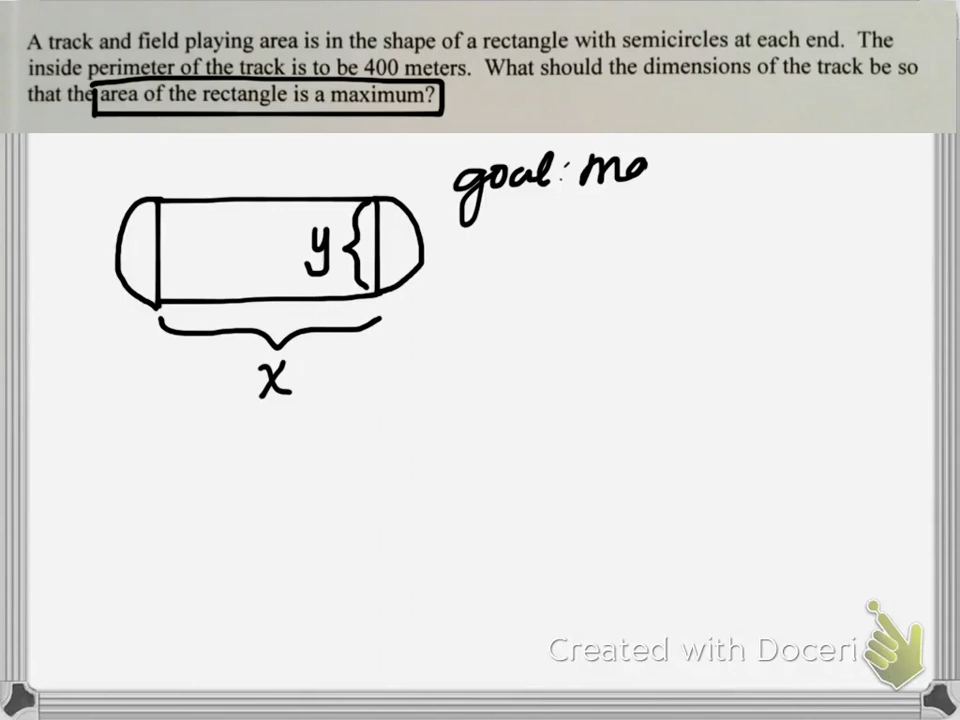 A track and field playing area is in the shape of a rectangle with semicircles at each end. The
inside perimeter of the track is to be 400 meters. What should the dimensions of the track be so
that the area of the rectangle is a maximum?
goal: ma
y
x
Created with Doceri